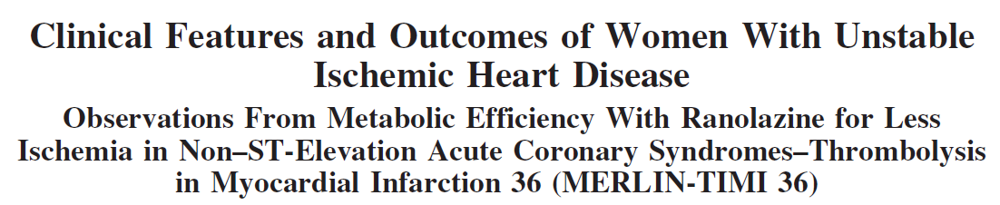 Clinical Features and Outcomes of Women With Unstable
Ischemic Heart Disease
Observations From Metabolic Efficiency With Ranolazine for Less
Ischemia in Non–ST-Elevation Acute Coronary Syndromes–Thrombolysis
in Myocardial Infarction 36 (MERLIN-TIMI 36)